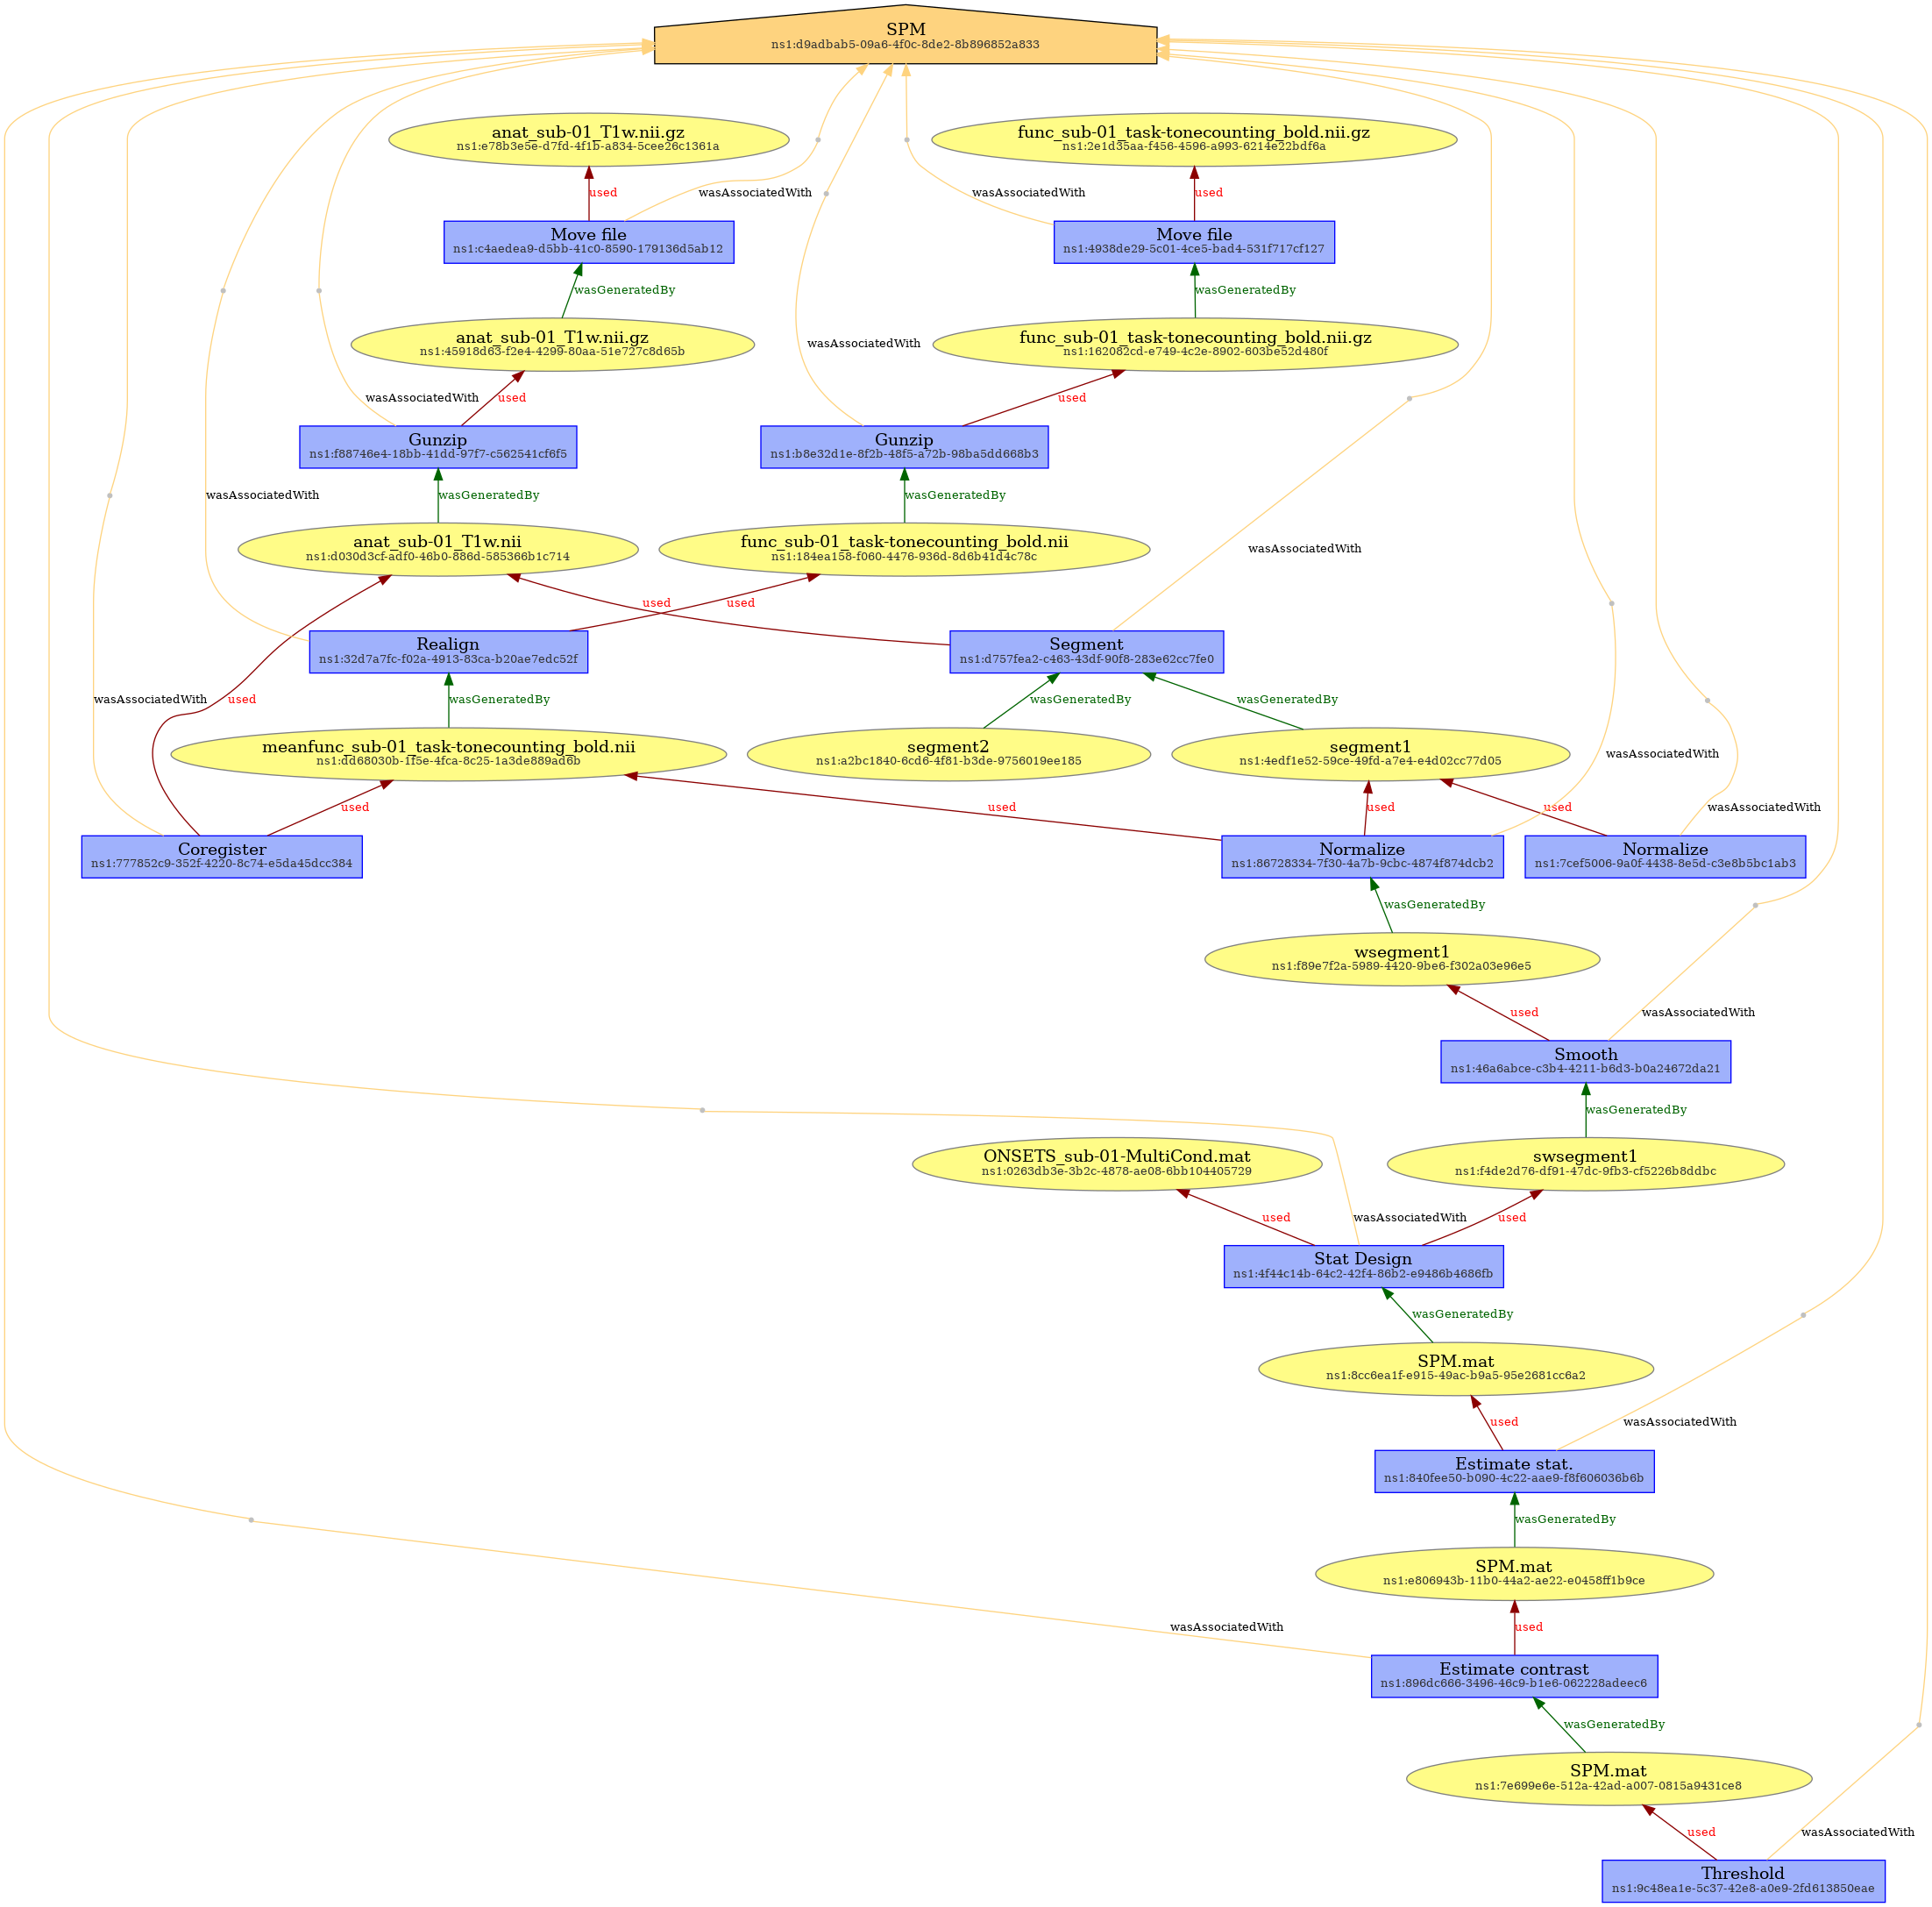 SPM
ns1:d9adbab5-09a6-4f0c-8de2-8b896852a833
anat_sub-01_T1w.nii.gz
ns1:e78b3e5e-d7fd-4f1b-a834-5cee26c1361a
func_sub-01_task-tonecounting_bold.nii.gz
ns1:2e1d35aa-f456-4596-a993-6214e22bdf6a
used
wasAssociatedWith
wasAssociatedWith
used
Move file
ns1:c4aedea9-d5bb-41c0-8590-179136d5ab12
Move file
ns1:4938de29-5c01-4ce5-bad4-531f717cf127
wasGeneratedBy
wasGeneratedBy
anat_sub-01_T1w.nii.gz
ns1:45918d63-f2e4-4299-80aa-51e727c8d65b
func_sub-01_task-tonecounting_bold.nii.gz
ns1:162082cd-e749-4c2e-8902-603be52d480f
wasAssociatedWith
used
wasAssociatedWith
used
Gunzip
ns1:f88746e4-18bb-41dd-97f7-c562541cf6f5
Gunzip
ns1:b8e32d1e-8f2b-48f5-a72b-98ba5dd668b3
wasAssociatedWith
wasGeneratedBy
wasGeneratedBy
anat_sub-01_T1w.nii
ns1:d030d3cf-adf0-46b0-886d-585366b1c714
func_sub-01_task-tonecounting_bold.nii
ns1:184ea158-f060-4476-936d-8d6b41d4c78c
wasAssociatedWith
used
used
Realign
ns1:32d7a7fc-f02a-4913-83ca-b20ae7edc52f
Segment
ns1:d757fea2-c463-43df-90f8-283e62cc7fe0
wasAssociatedWith
used
wasGeneratedBy
wasGeneratedBy
wasGeneratedBy
meanfunc_sub-01_task-tonecounting_bold.nii
ns1:dd68030b-1f5e-4fca-8c25-1a3de889ad6b
segment2
ns1:a2bc1840-6cd6-4f81-b3de-9756019ee185
segment1
ns1:4edf1e52-59ce-49fd-a7e4-e4d02cc77d05
wasAssociatedWith
used
used
used
used
wasAssociatedWith
Coregister
ns1:777852c9-352f-4220-8c74-e5da45dcc384
Normalize
ns1:86728334-7f30-4a7b-9cbc-4874f874dcb2
Normalize
ns1:7cef5006-9a0f-4438-8e5d-c3e8b5bc1ab3
wasGeneratedBy
wsegment1
ns1:f89e7f2a-5989-4420-9be6-f302a03e96e5
used
wasAssociatedWith
Smooth
ns1:46a6abce-c3b4-4211-b6d3-b0a24672da21
wasGeneratedBy
ONSETS_sub-01-MultiCond.mat
ns1:0263db3e-3b2c-4878-ae08-6bb104405729
swsegment1
ns1:f4de2d76-df91-47dc-9fb3-cf5226b8ddbc
used
wasAssociatedWith
used
Stat Design
ns1:4f44c14b-64c2-42f4-86b2-e9486b4686fb
wasGeneratedBy
SPM.mat
ns1:8cc6ea1f-e915-49ac-b9a5-95e2681cc6a2
used
wasAssociatedWith
Estimate stat.
ns1:840fee50-b090-4c22-aae9-f8f606036b6b
wasGeneratedBy
SPM.mat
ns1:e806943b-11b0-44a2-ae22-e0458ff1b9ce
wasAssociatedWith
used
Estimate contrast
ns1:896dc666-3496-46c9-b1e6-062228adeec6
wasGeneratedBy
SPM.mat
ns1:7e699e6e-512a-42ad-a007-0815a9431ce8
used
wasAssociatedWith
Threshold
ns1:9c48ea1e-5c37-42e8-a0e9-2fd613850eae